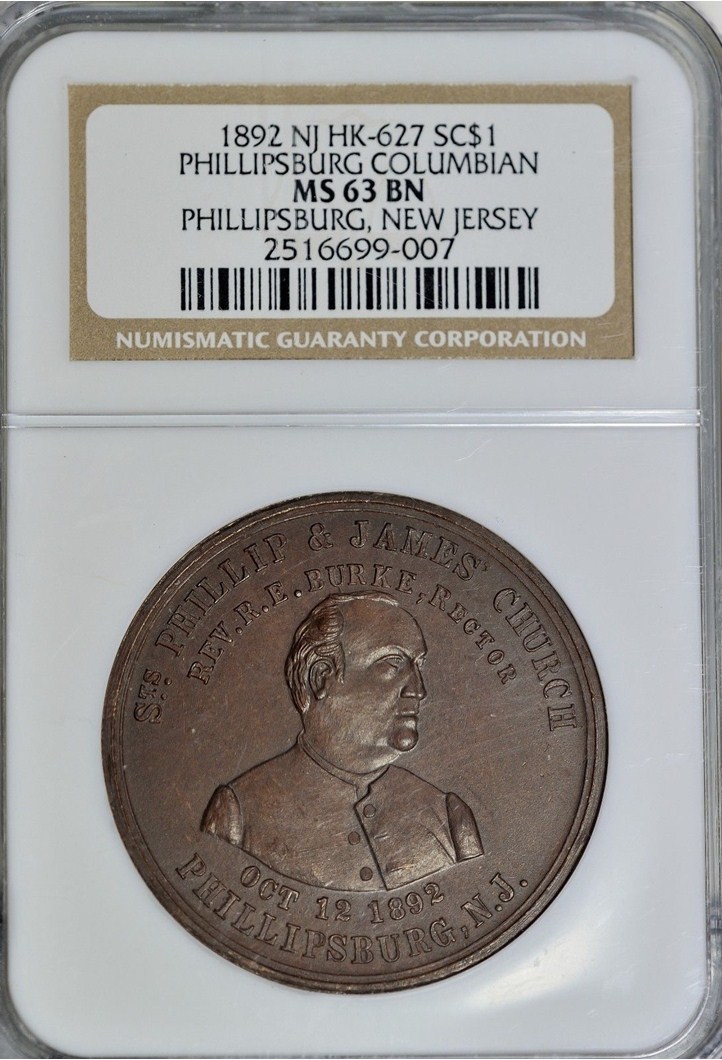 1892 NJ HK-627 SC$1
PHILLIPSBURG COLUMBIAN
MS 63 BN
PHILLIPSBURG, NEW JERSEY
2516699-007
NUMISMATIC GUARANTY CORPORATION
STS. PHILLIP & JAMES' CHURCH
REV. R. E. BURKE, RECTOR
OCT 12 1892
PHILLIPSBURG, N.J.